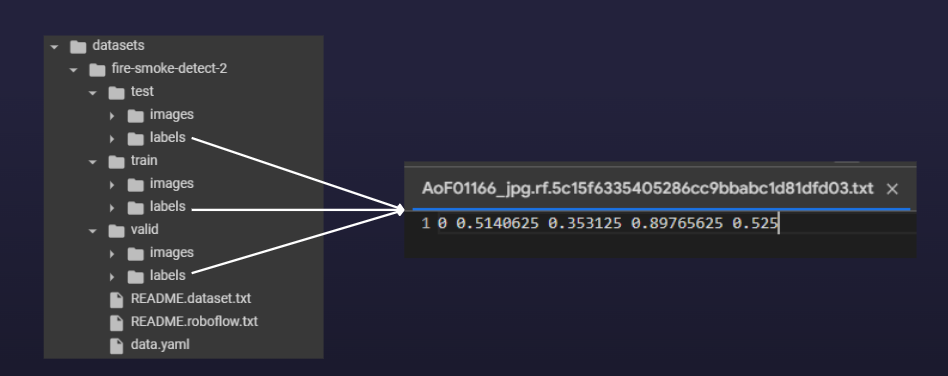 datasets
fire-smoke-detect-2
test
images
labels
train
images
labels
valid
images
labels
README.dataset.txt
README.roboflow.txt
data.yaml
AoF01166_jpg.rf.5c15f6335405286cc9bbabc1d81dfd03.txt ×
1 0 0.5140625 0.353125 0.89765625 0.525